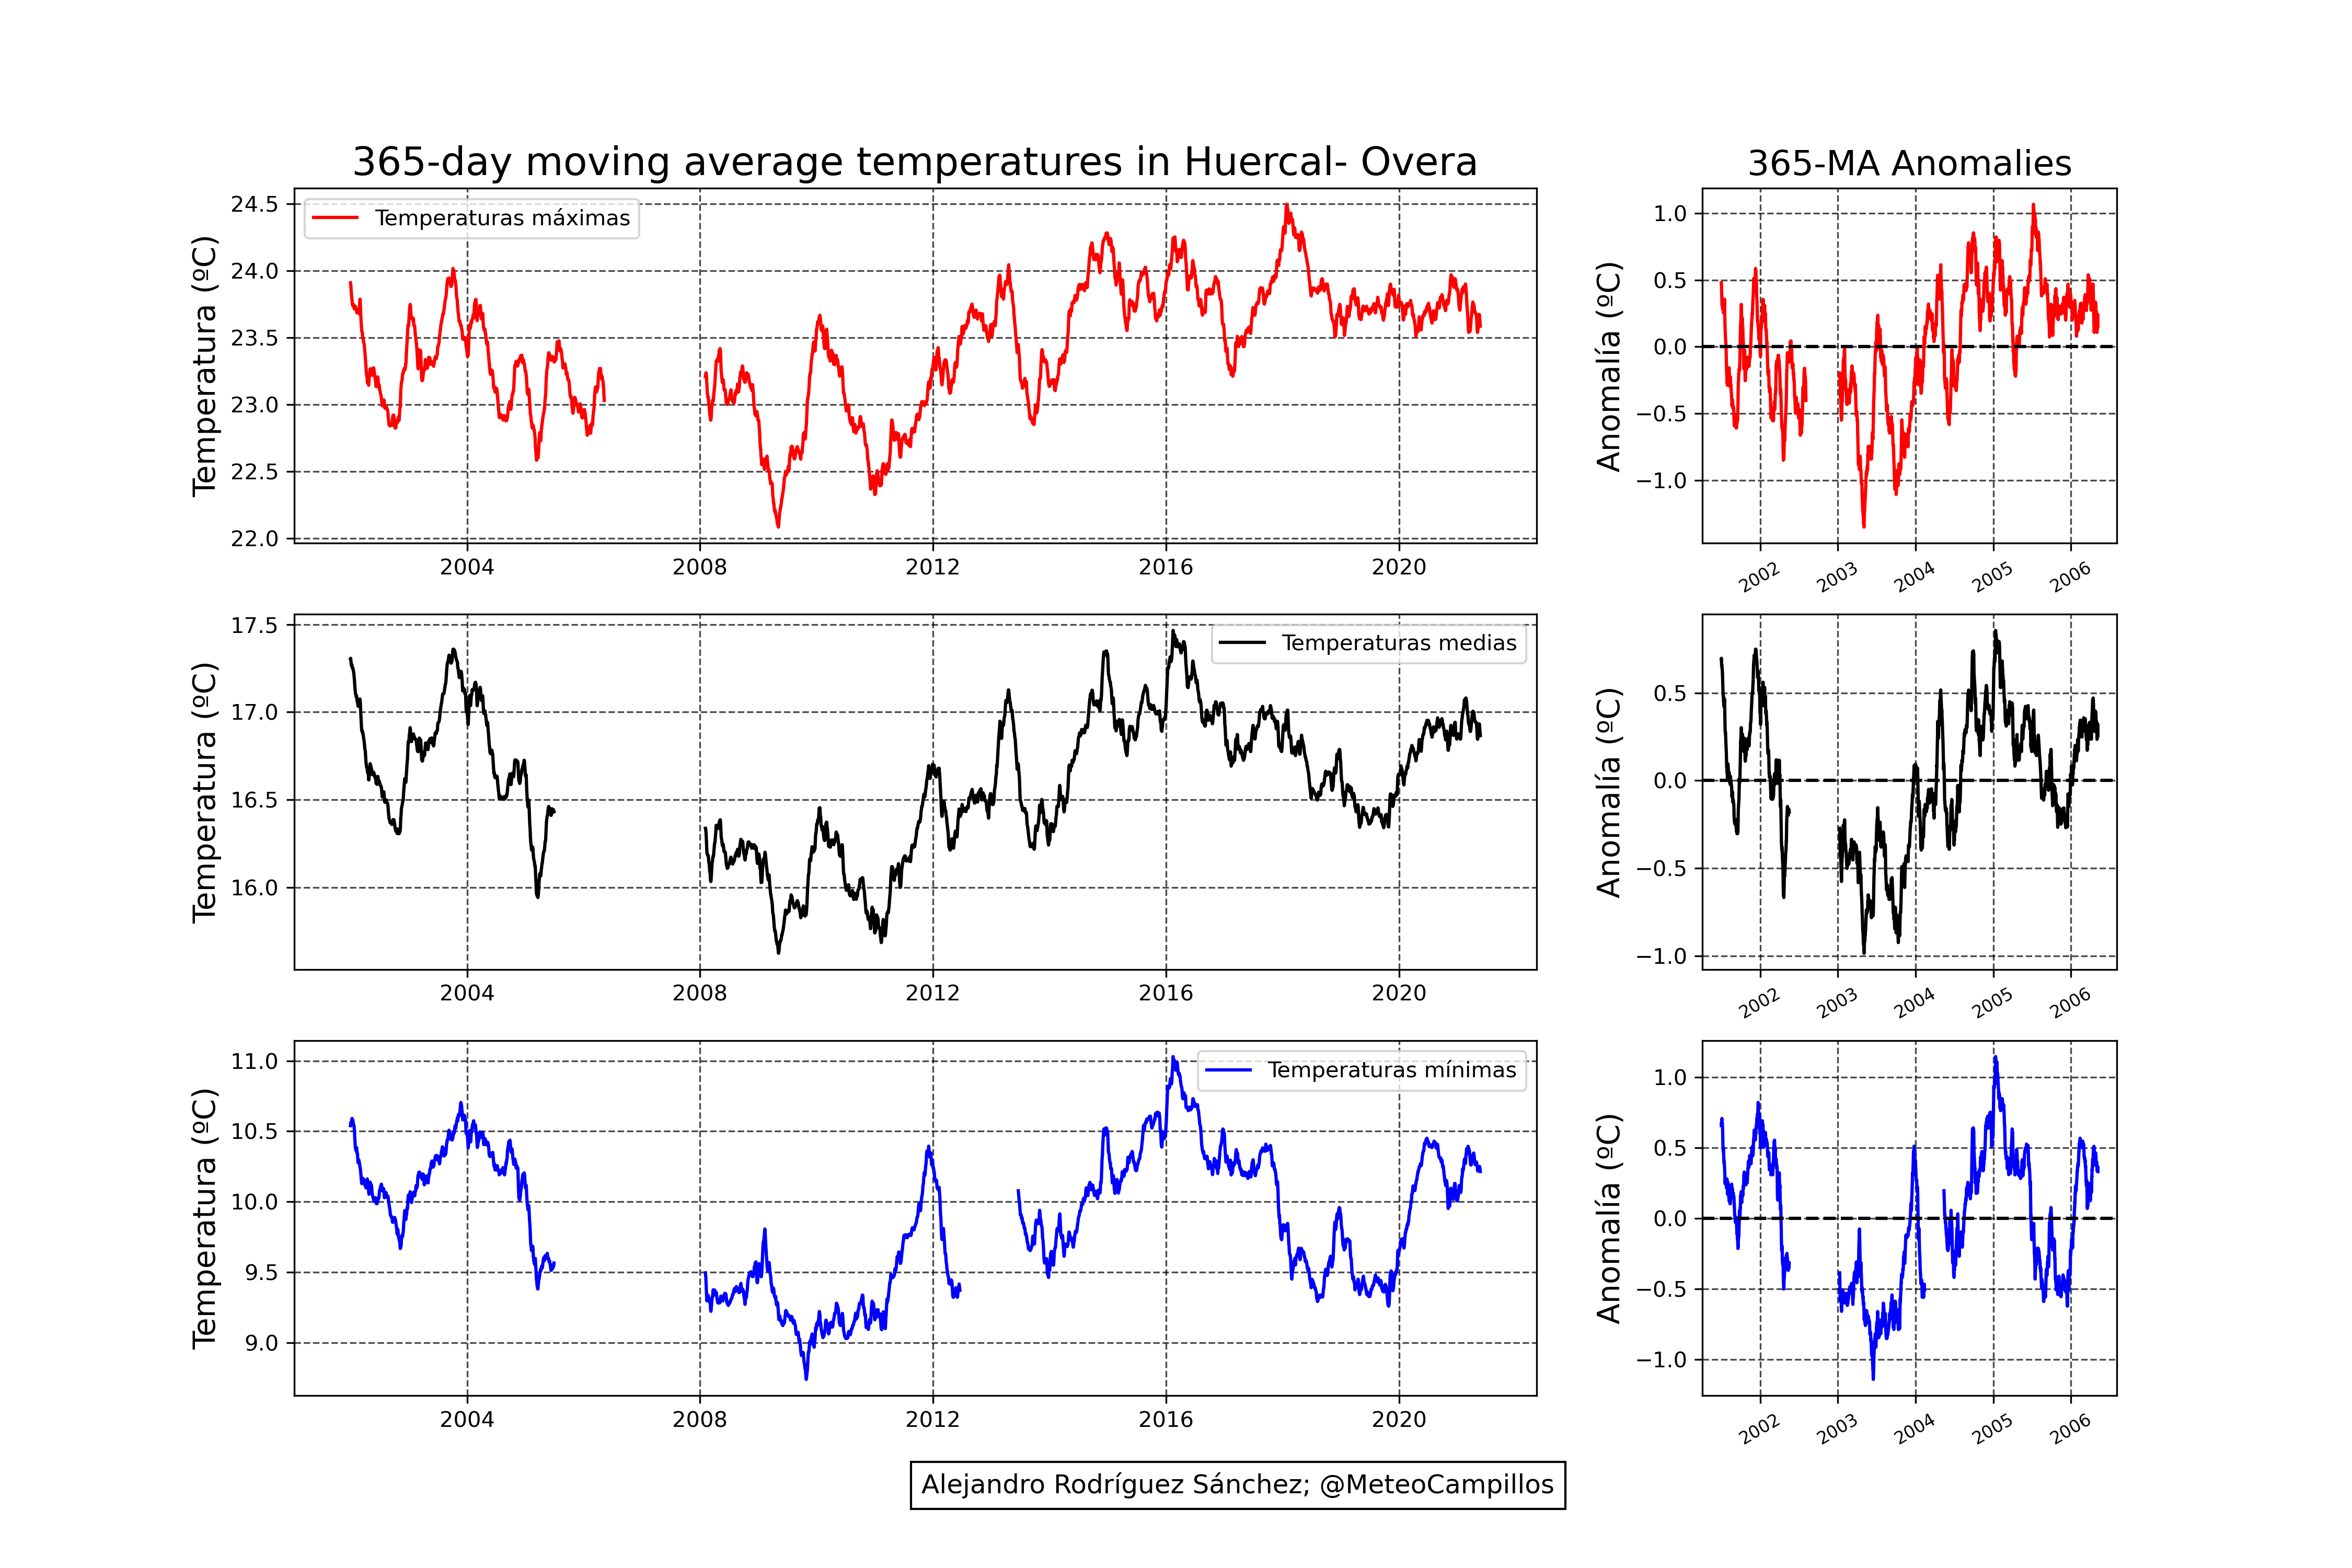 365-day moving average temperatures in Huercal- Overa
365-MA Anomalies
Temperatura (ºC)
24.5
24.0
23.5
23.0
22.5
22.0
Temperaturas máximas
2004 2008 2012 2016 2020
Anomalía (ºC)
1.0
0.5
0.0
−0.5
−1.0
2002 2003 2004 2005 2006
Temperatura (ºC)
17.5
17.0
16.5
16.0
Temperaturas medias
2004 2008 2012 2016 2020
Anomalía (ºC)
0.5
0.0
−0.5
−1.0
2002 2003 2004 2005 2006
Temperatura (ºC)
11.0
10.5
10.0
9.5
9.0
Temperaturas mínimas
2004 2008 2012 2016 2020
Anomalía (ºC)
1.0
0.5
0.0
−0.5
−1.0
2002 2003 2004 2005 2006
Alejandro Rodríguez Sánchez; @MeteoCampillos